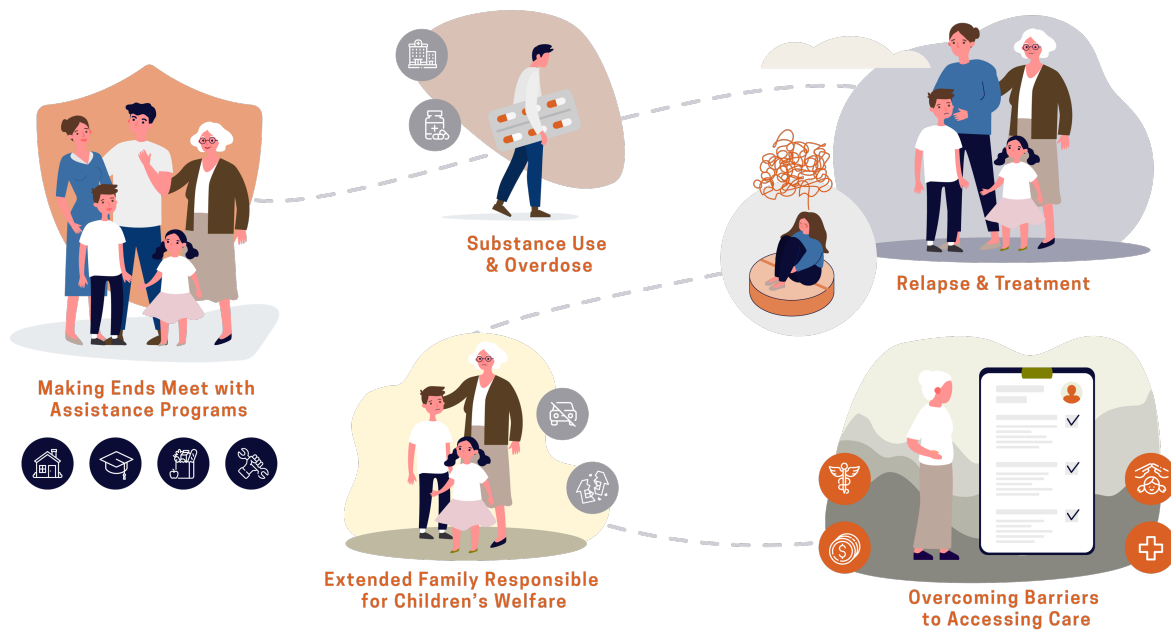 Making Ends Meet with
Assistance Programs
Substance Use
& Overdose
Relapse & Treatment
Extended Family Responsible
for Children's Welfare
Overcoming Barriers
to Accessing Care